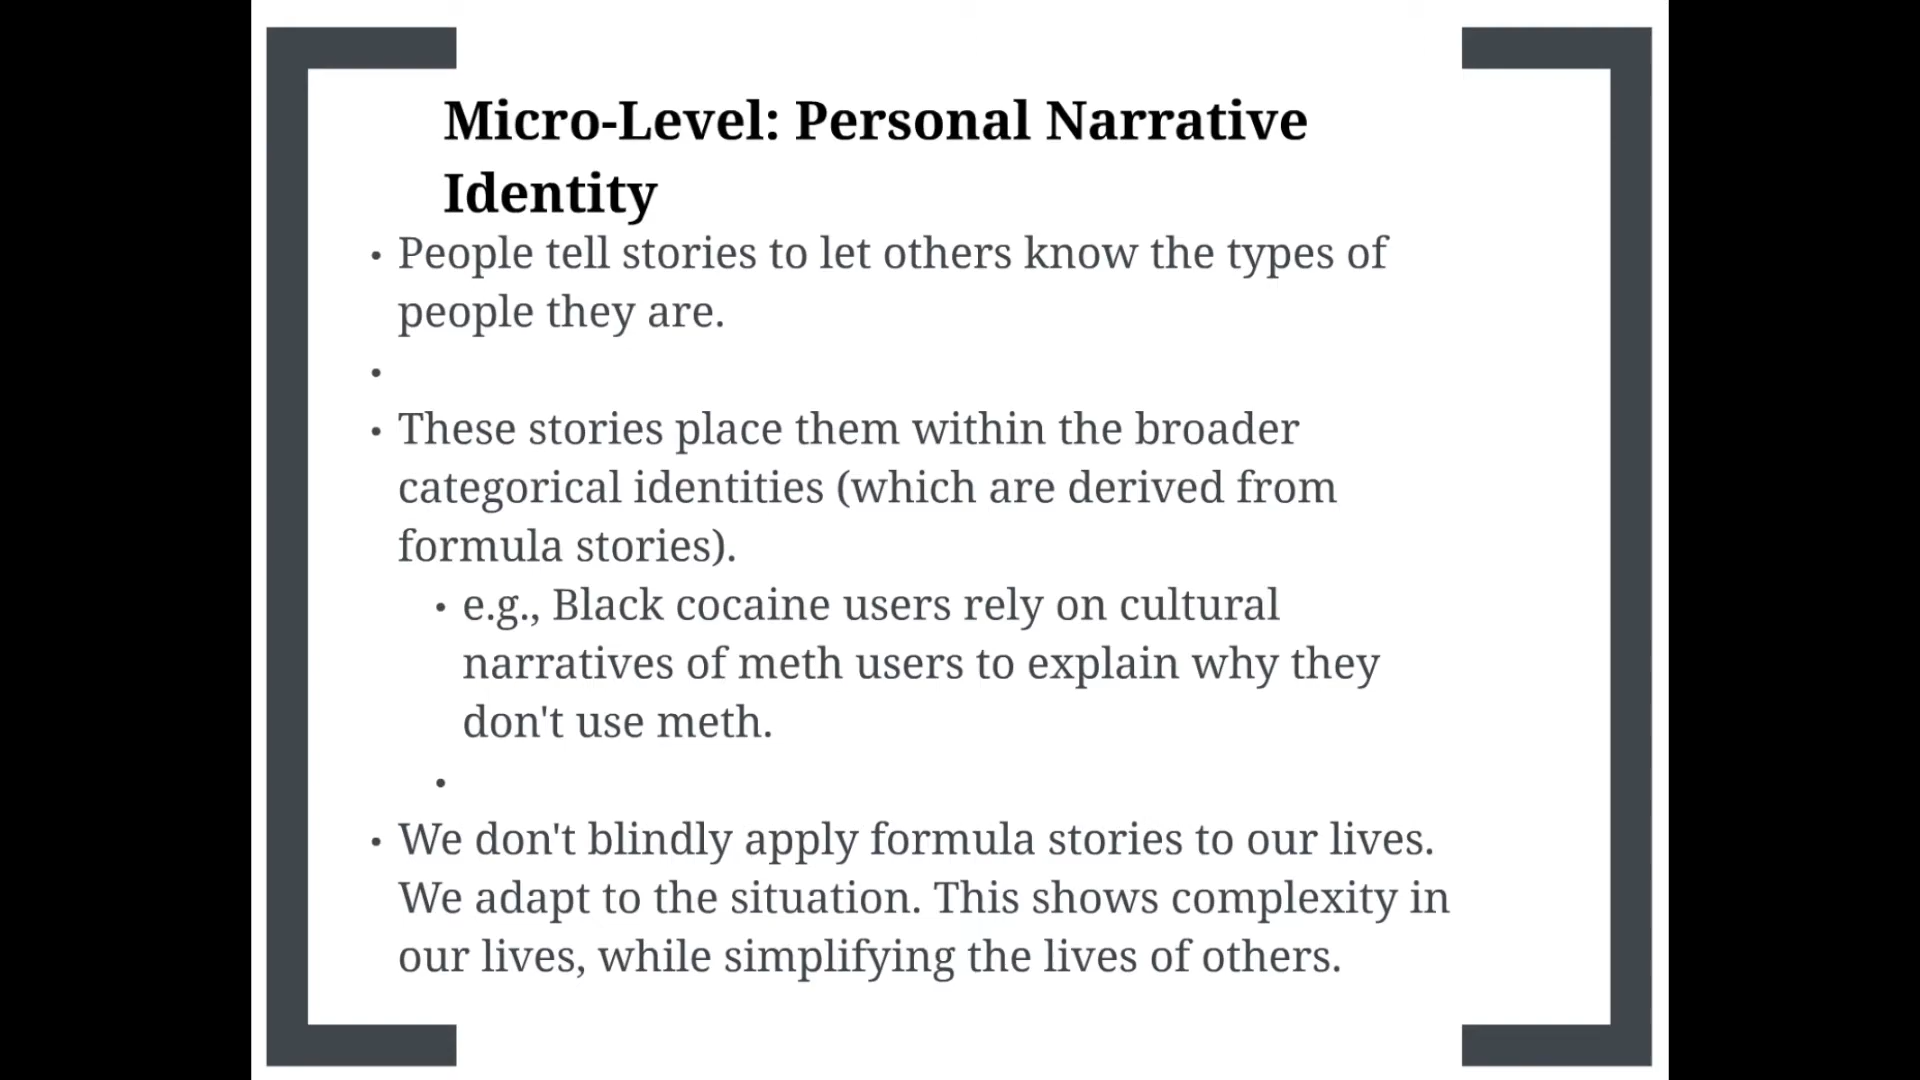 Micro-Level: Personal Narrative
Identity
• People tell stories to let others know the types of
people they are.
•
• These stories place them within the broader
categorical identities (which are derived from
formula stories).
• e.g., Black cocaine users rely on cultural
narratives of meth users to explain why they
don't use meth.
•
• We don't blindly apply formula stories to our lives.
We adapt to the situation. This shows complexity in
our lives, while simplifying the lives of others.